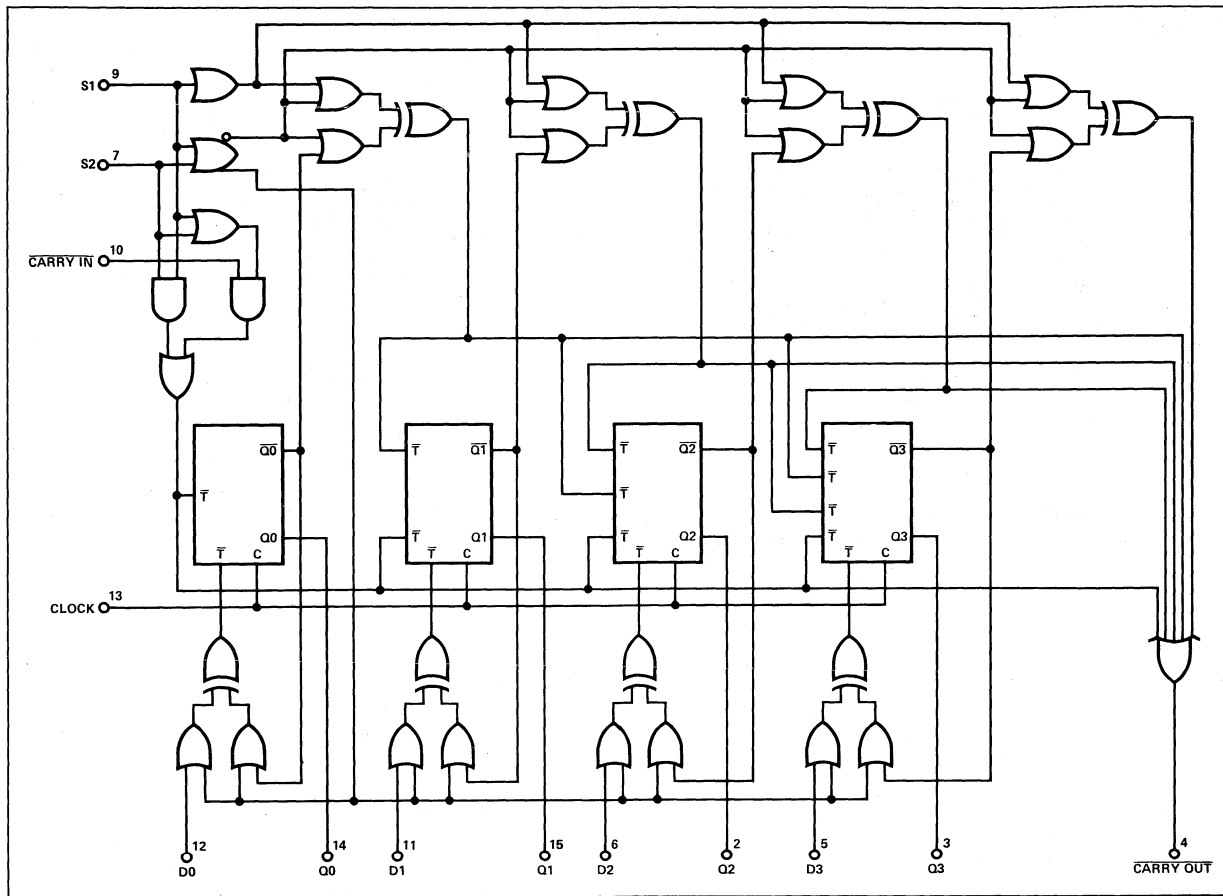 S1 9
S2 7
CARRY IN 10
Q0 Q1 Q2 Q3
T T T T
T T
T T T T
Q0 Q1 Q2 Q3
T C T C T C T C
CLOCK 13
12 14 11 15 6 2 5 3 4
D0 Q0 D1 Q1 D2 Q2 D3 Q3 CARRY OUT